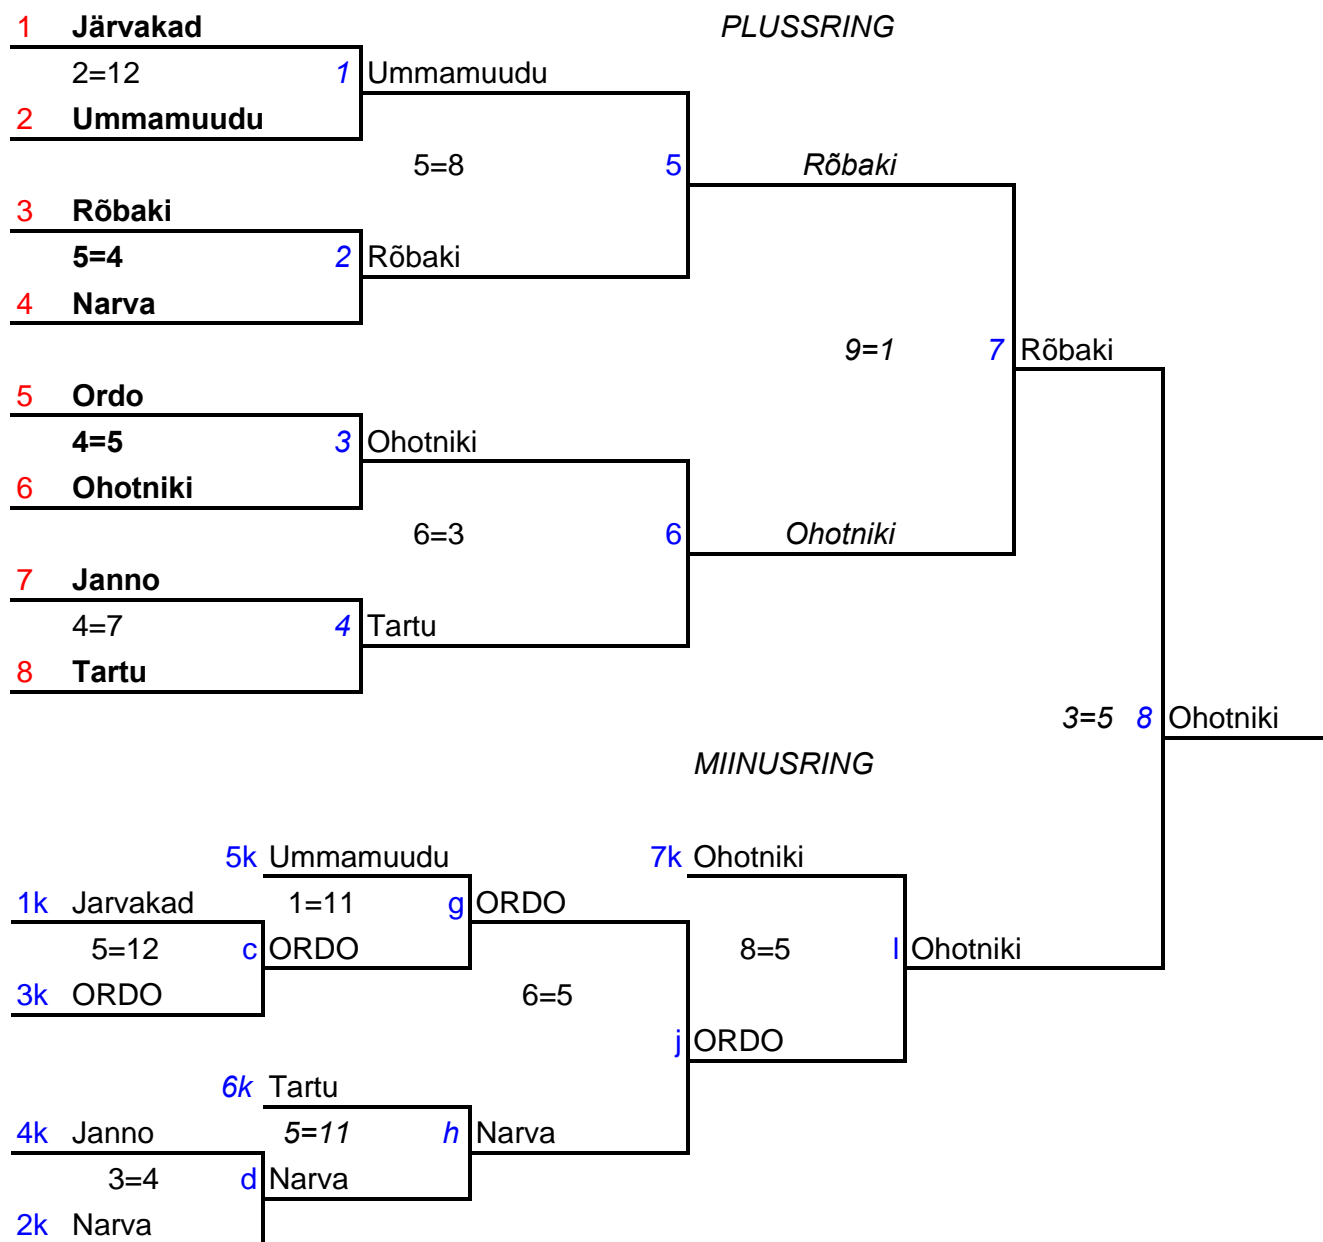 1 Järvakad PLUSSRING
2=12 1 Ummamuudu
2 Ummamuudu
5=8 5 Rõbaki
3 Rõbaki
5=4 2 Rõbaki
4 Narva
9=1 7 Rõbaki
5 Ordo
4=5 3 Ohotniki
6 Ohotniki
6=3 6 Ohotniki
7 Janno
4=7 4 Tartu
8 Tartu
3=5 8 Ohotniki
MIINUSRING
5k Ummamuudu 7k Ohotniki
1k Jarvakad 1=11 g ORDO
5=12 c ORDO 8=5 l Ohotniki
3k ORDO 6=5
j ORDO
6k Tartu
4k Janno 5=11 h Narva
3=4 d Narva
2k Narva